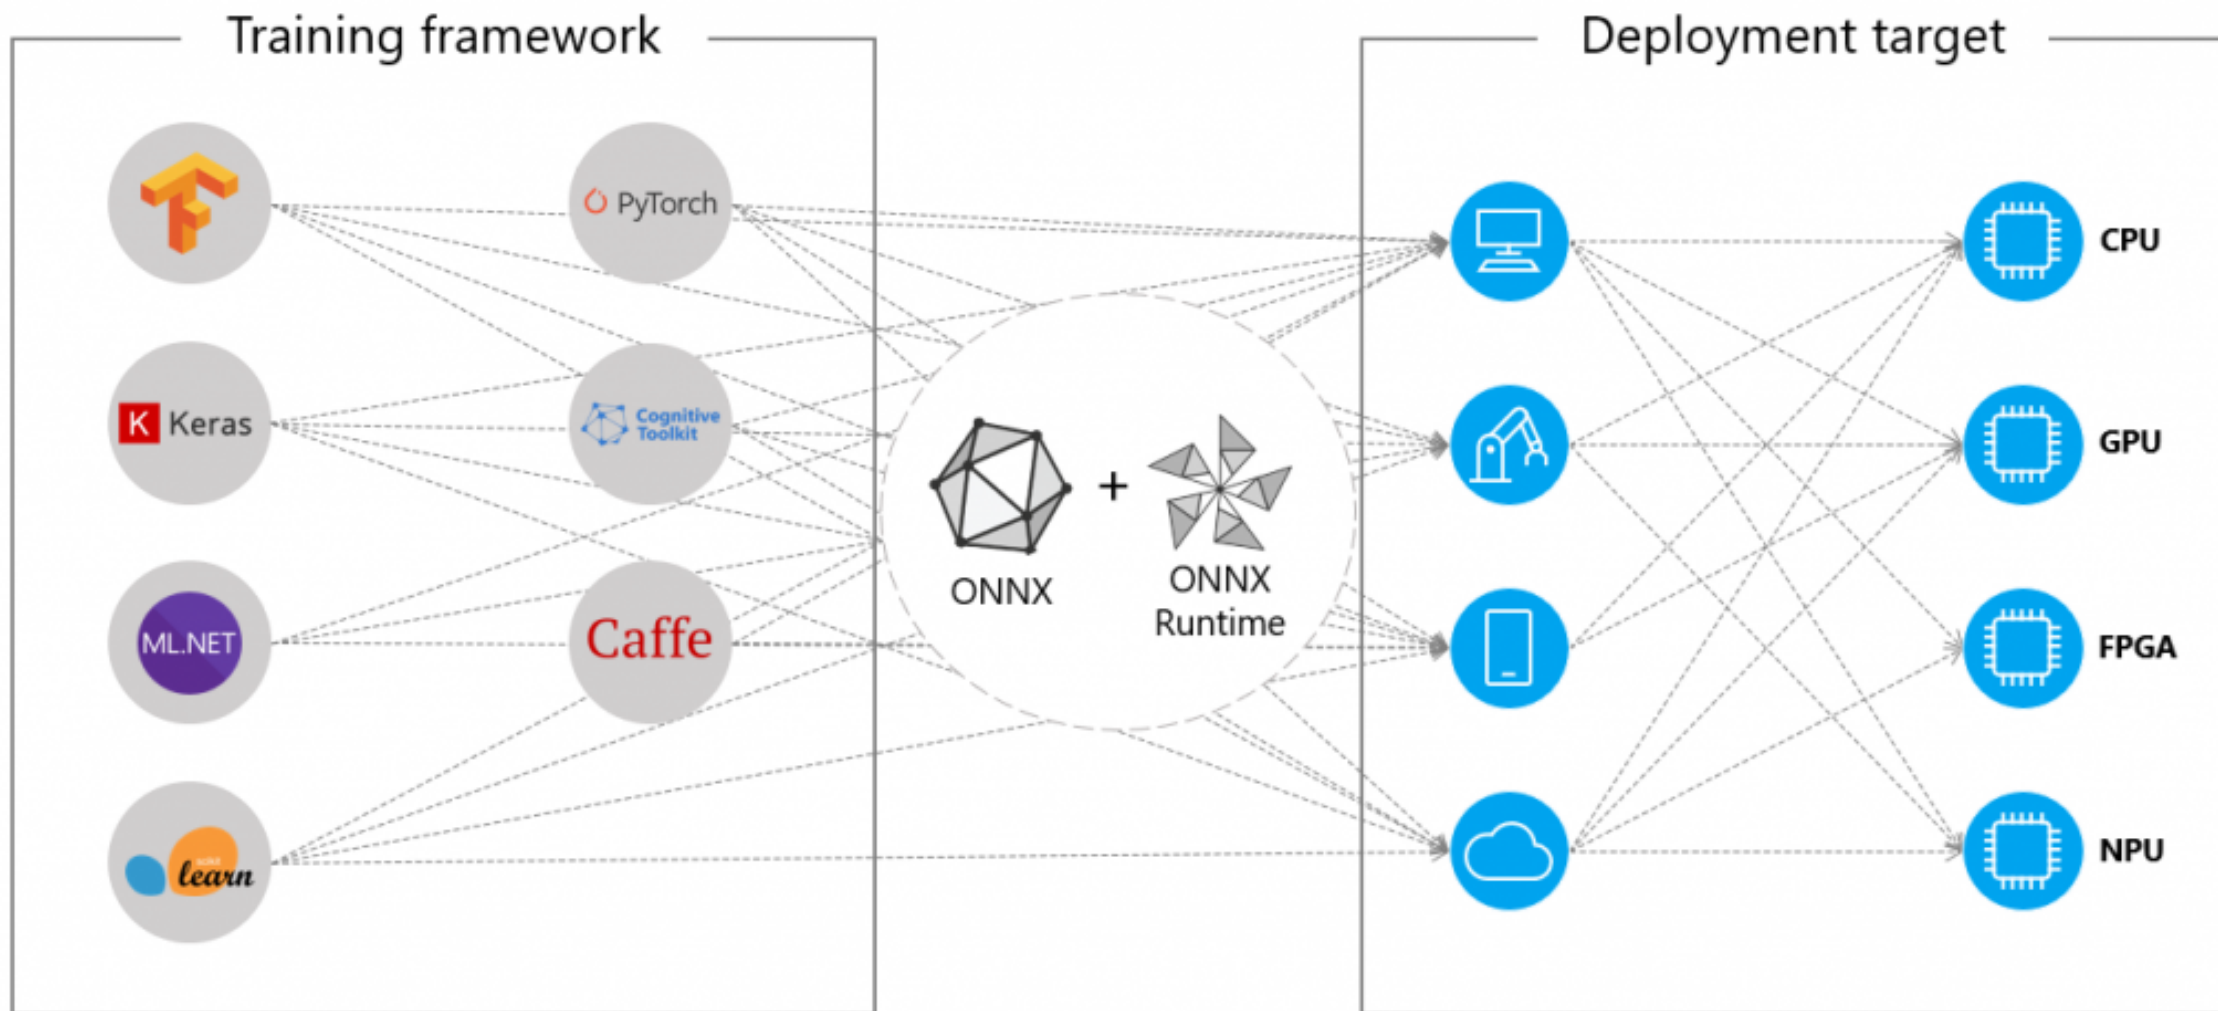 Training framework
Deployment target
PyTorch
K Keras
Cognitive
Toolkit
ML.NET
Caffe
scikit
learn
+
ONNX
ONNX
Runtime
CPU
GPU
FPGA
NPU